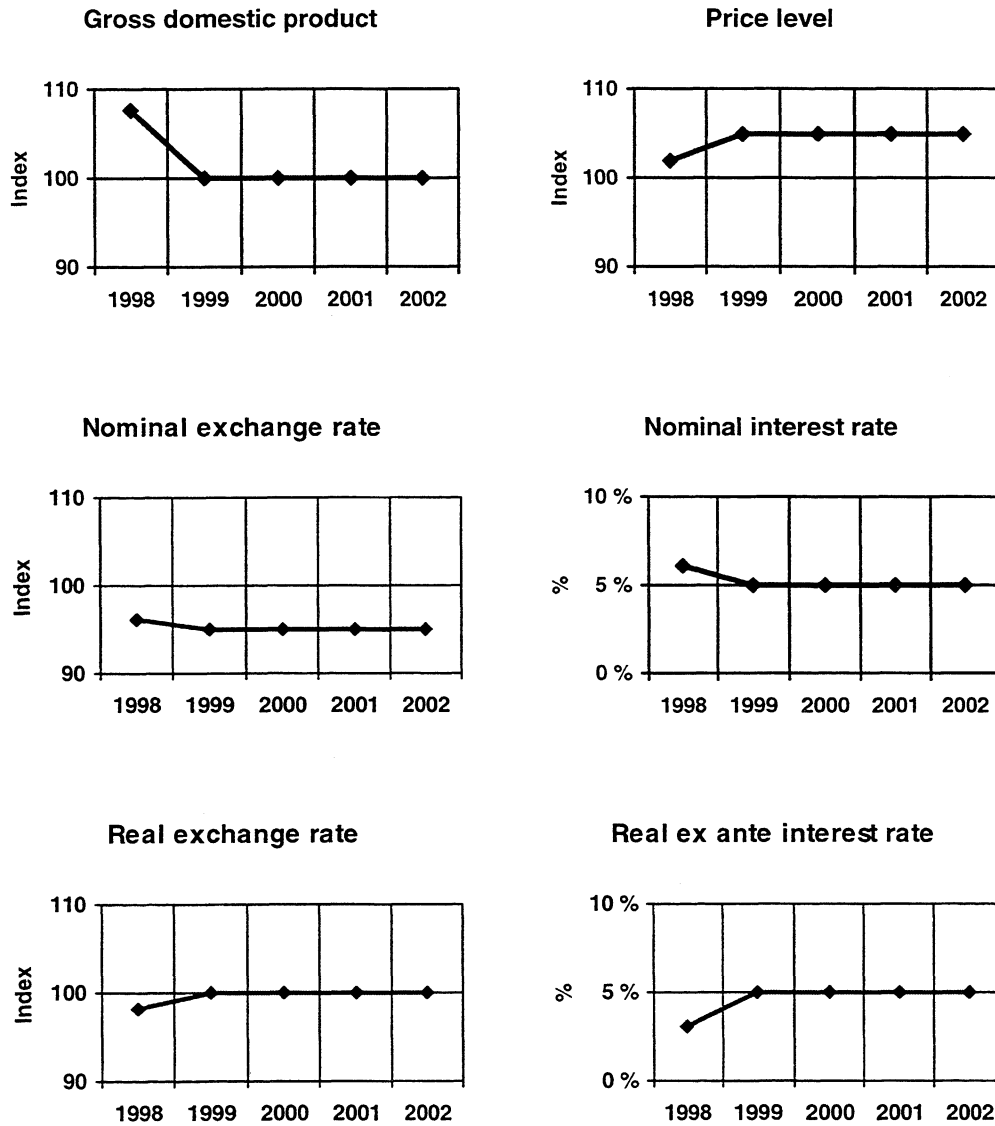 Gross domestic product
110
100
90
Index
1998 1999 2000 2001 2002
Price level
110
100
90
Index
1998 1999 2000 2001 2002
Nominal exchange rate
110
100
90
Index
1998 1999 2000 2001 2002
Nominal interest rate
10 %
5 %
0 %
%
1998 1999 2000 2001 2002
Real exchange rate
110
100
90
Index
1998 1999 2000 2001 2002
Real ex ante interest rate
10 %
5 %
0 %
%
1998 1999 2000 2001 2002